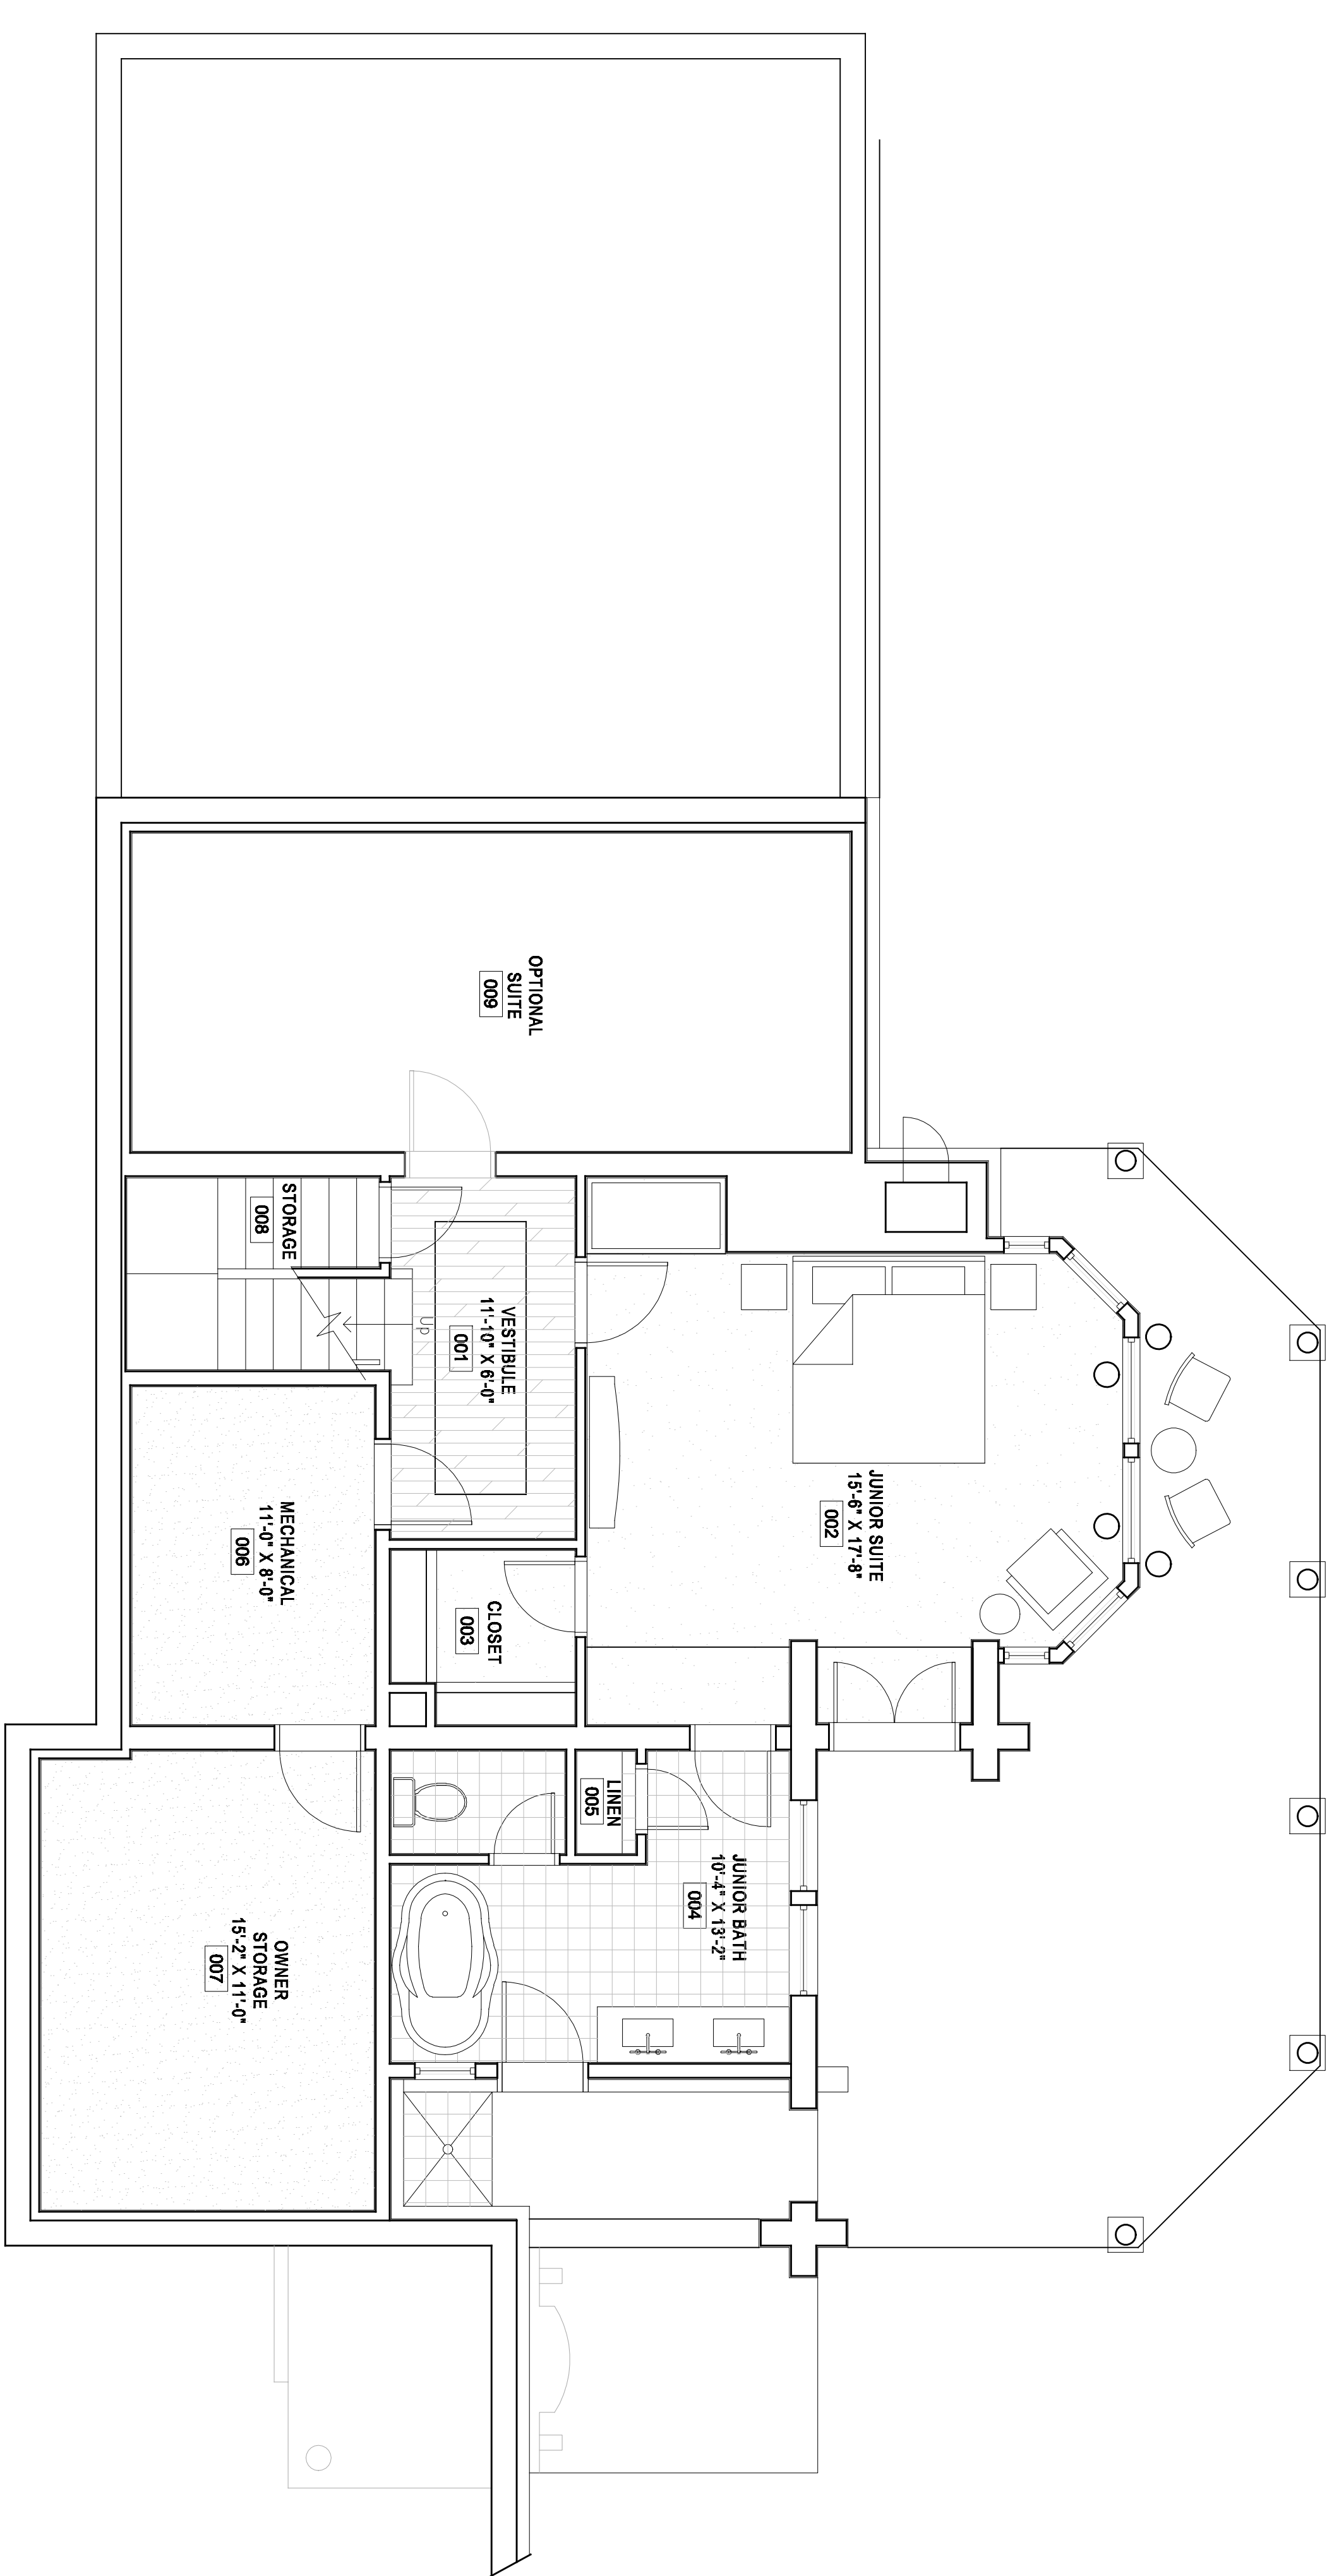 OPTIONAL
SUITE
009
STORAGE
008
Up
VESTIBULE
11'-10" X 6'-0"
001
JUNIOR SUITE
15'-6" X 17'-8"
002
MECHANICAL
11'-0" X 8'-0"
006
CLOSET
003
LINEN
005
JUNIOR BATH
10'-4" X 13'-2"
004
OWNER
STORAGE
15'-2" X 11'-0"
007